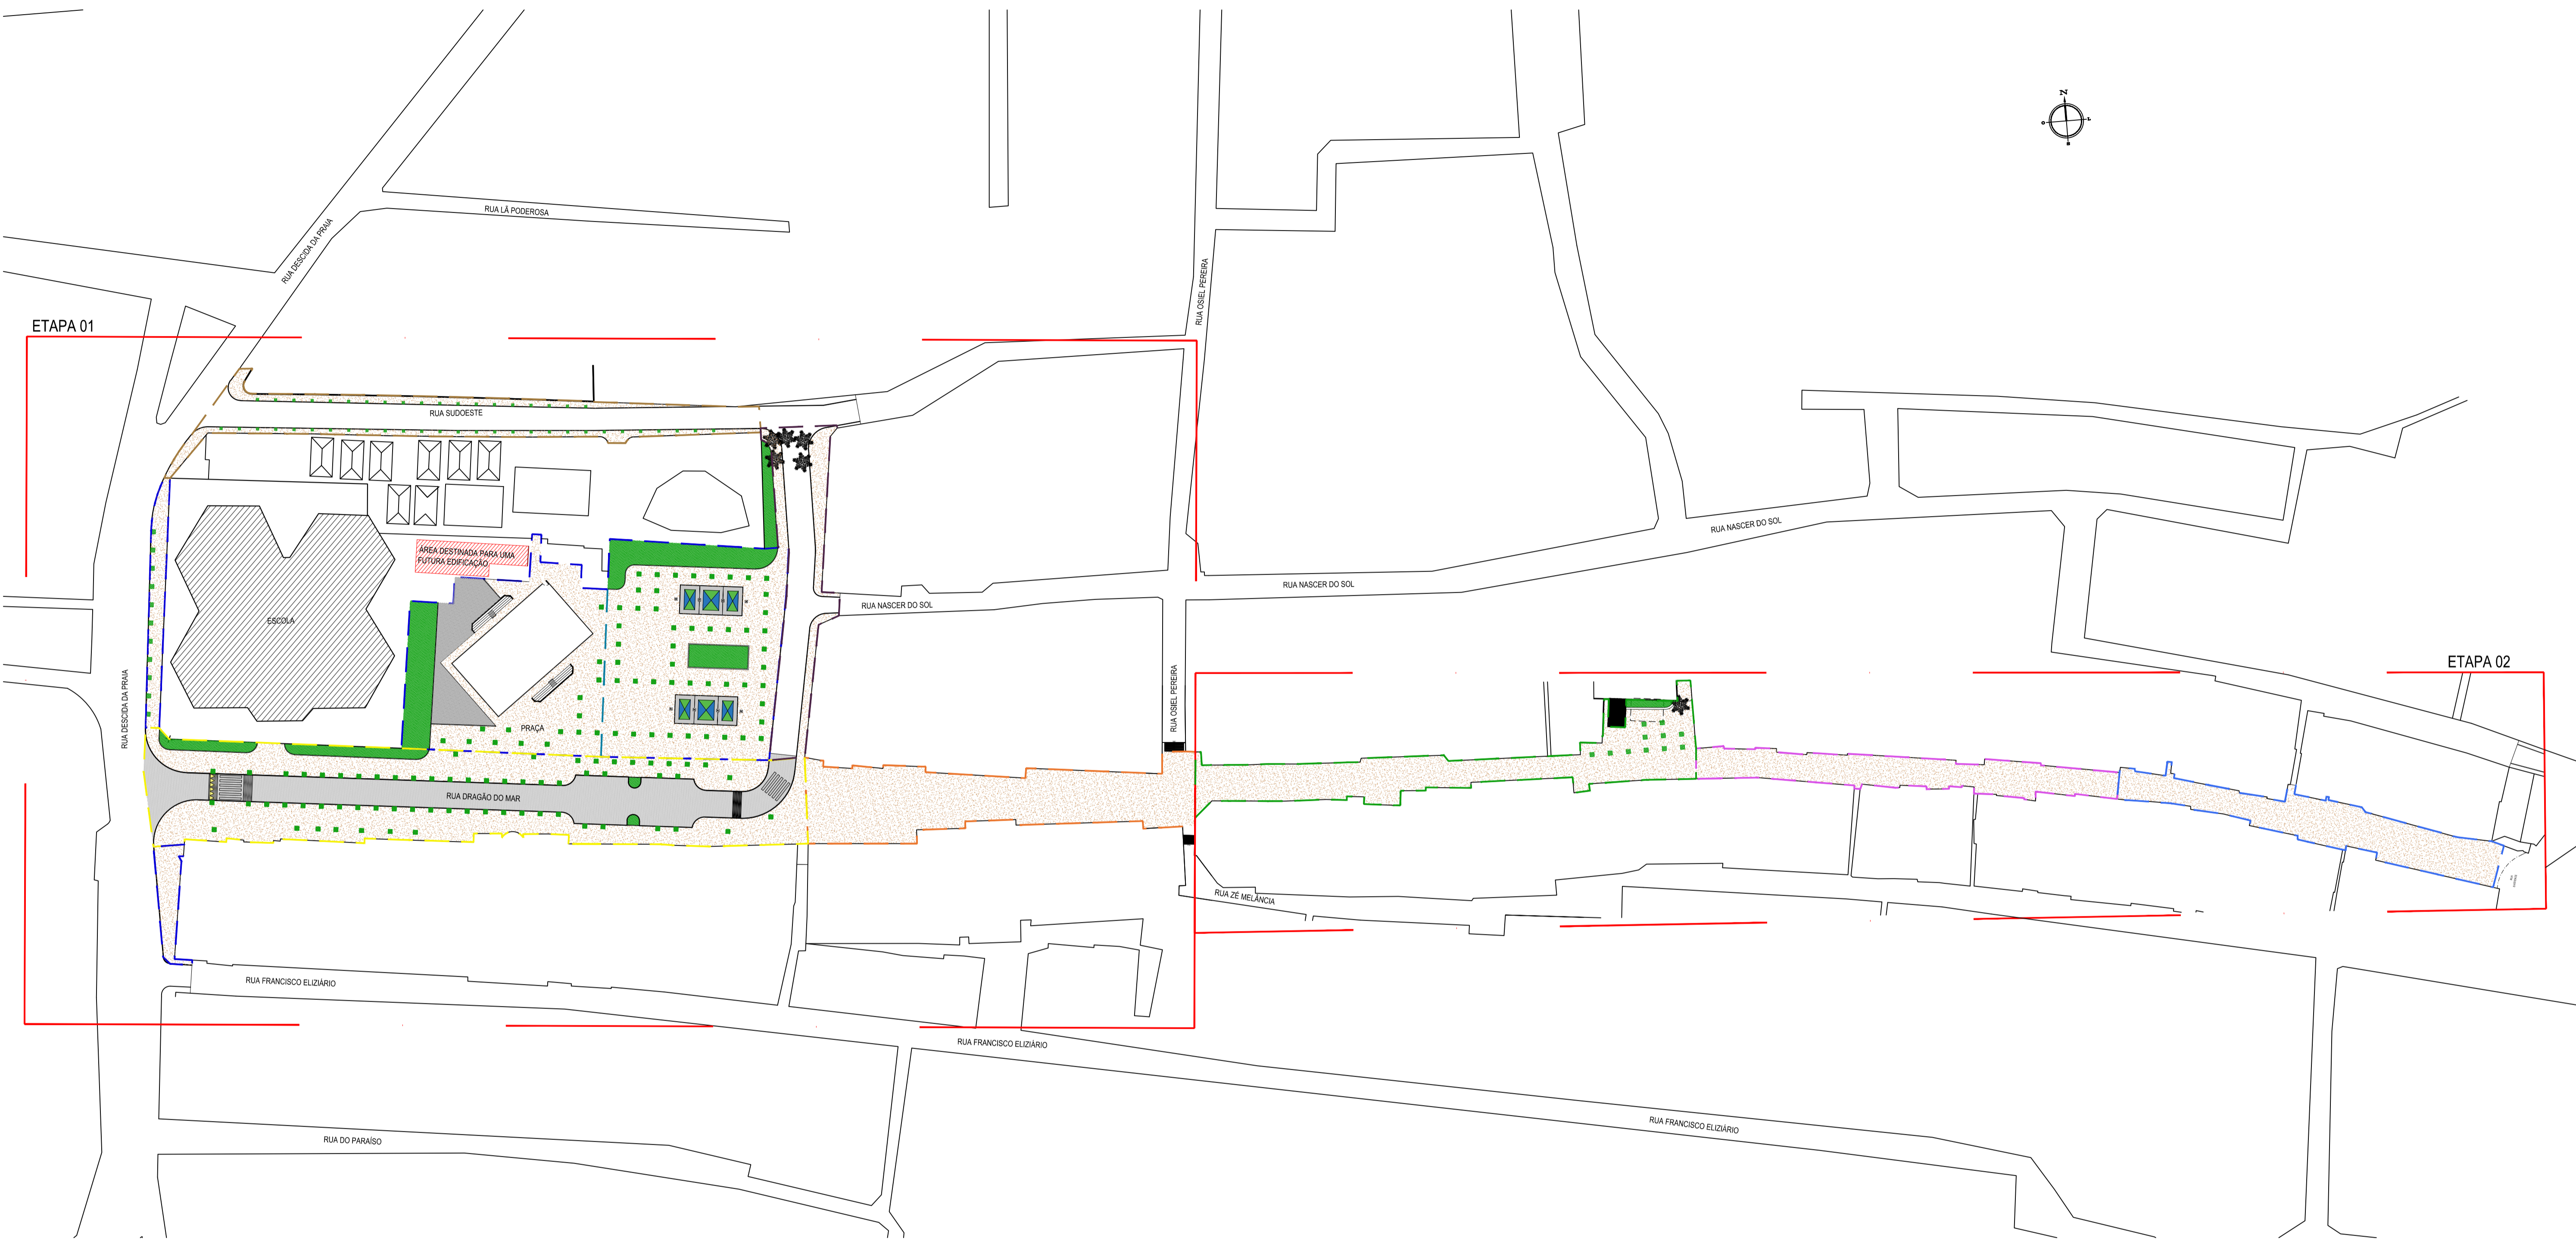 N
RUA LÃ PODEROSA
RUA DESCIDA DA PRAIA
RUA OSIEL PEREIRA
ETAPA 01
RUA SUDOESTE
RUA NASCER DO SOL
ÁREA DESTINADA PARA UMA
FUTURA EDIFICAÇÃO
RUA NASCER DO SOL
RUA NASCER DO SOL
ESCOLA
ETAPA 02
RUA DESCIDA DA PRAIA
RUA OSIEL PEREIRA
PRAÇA
RUA DRAGÃO DO MAR
RUA ZÉ MELÂNCIA
RUA FRANCISCO ELIZIÁRIO
RUA FRANCISCO ELIZIÁRIO
RUA FRANCISCO ELIZIÁRIO
RUA DO PARAÍSO